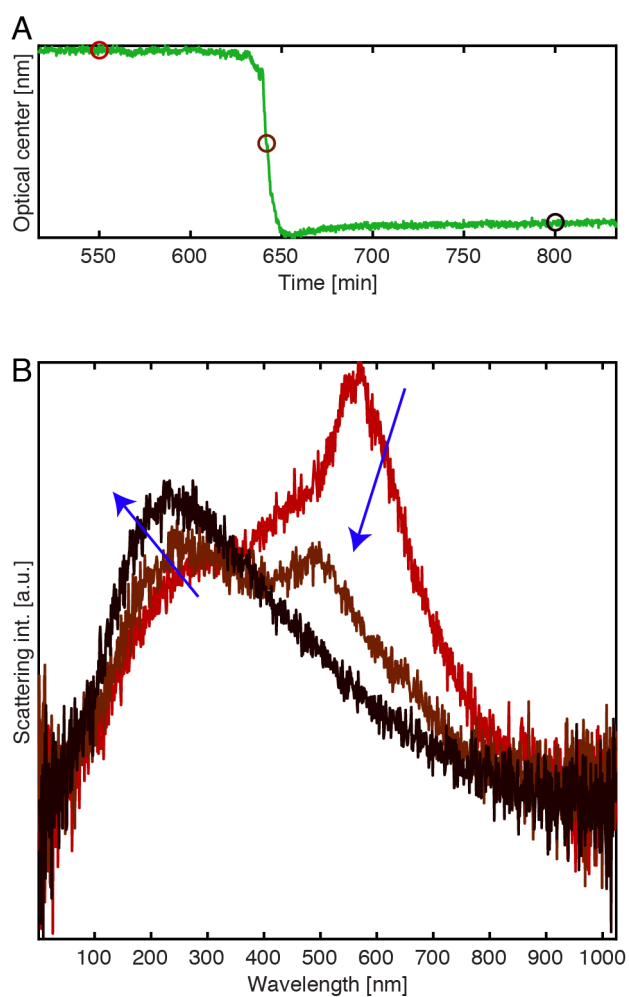 A
Optical center [nm]
550 600 650 700 750 800
Time [min]
B
Scattering int. [a.u.]
100 200 300 400 500 600 700 800 900 1000
Wavelength [nm]